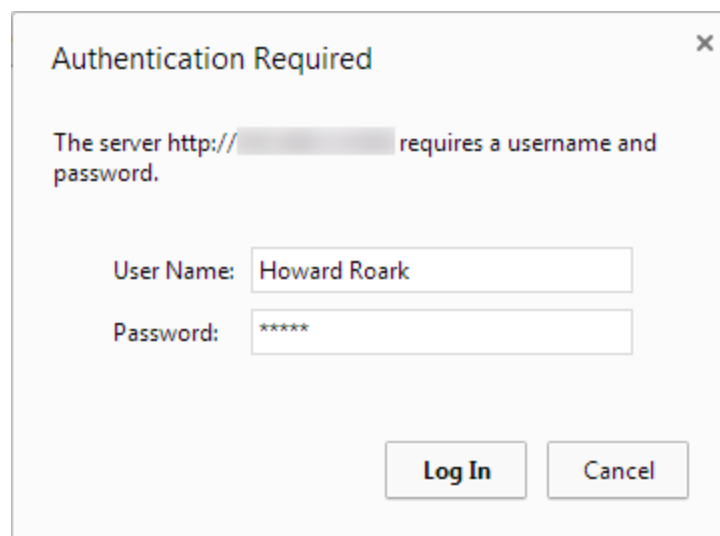 Authentication Required
The server http:// requires a username and
password.
User Name: Howard Roark
Password: *****
Log In Cancel